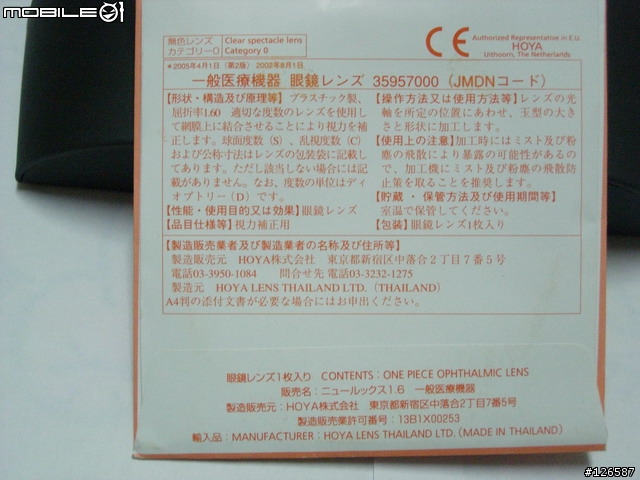 MOBILE01
無色レンズ
カテゴリー0
Clear spectacle lens
Category 0
CE
Authorized Representative in E.U.
HOYA
Uithoorn, The Netherlands
*2005年4月1日（第2版）2002年8月1日
一般医療機器 眼鏡レンズ 35957000（JMDNコード）
【形状・構造及び原理等】プラスチック製、
屈折率1.60 適切な度数のレンズを使用し
て網膜上に結合させることにより視力を補
正します。球面度数（S）、乱視度数（C）
および公称寸法はレンズの包装袋に記載し
てあります。ただし該当しない場合には記
載がありません。なお、度数の単位はディ
オプトリー（D）です。
【性能・使用目的又は効果】眼鏡レンズ
【品目仕様等】視力補正用
【操作方法又は使用方法等】レンズの光
軸を所定の位置にあわせ、玉型の大き
さと形状に加工します。
【使用上の注意】加工時にはミスト及び粉
塵の飛散により暴露の可能性があるの
で、加工機にミスト及び粉塵の飛散防
止策を取ることを推奨します。
【貯蔵・保管方法及び使用期間等】
室温で保管してください。
【包装】眼鏡レンズ1枚入り
【製造販売業者及び製造業者の名称及び住所等】
製造販売元 HOYA株式会社 東京都新宿区中落合2丁目7番5号
電話03-3950-1084 問合せ先 電話03-3232-1275
製造元 HOYA LENS THAILAND LTD.（THAILAND）
A4判の添付文書が必要な場合にはお申出ください。
眼鏡レンズ1枚入り CONTENTS：ONE PIECE OPHTHALMIC LENS
販売名：ニュールックス1.6 一般医療機器
製造販売元：HOYA株式会社 東京都新宿区中落合2丁目7番5号
製造販売業許可番号：13B1X00253
輸入品：MANUFACTURER：HOYA LENS THAILAND LTD.（MADE IN THAILAND）
#126587